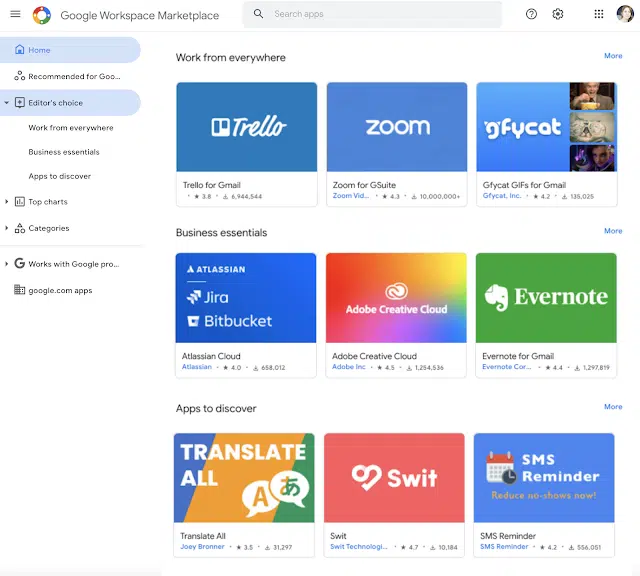 Google Workspace Marketplace
Search apps
Home
Recommended for Goo...
Editor's choice
Work from everywhere
Business essentials
Apps to discover
Top charts
Categories
Works with Google pro...
google.com apps
Work from everywhere
More
Trello
zoom
gfycat
Trello for Gmail
• ★ 3.8 • 6,944,544
Zoom for GSuite
Zoom Vid... • ★ 4.3 • 10,000,000+
Gfycat GIFs for Gmail
Gfycat, Inc. • ★ 4.2 • 135,025
Business essentials
More
ATLASSIAN
Jira
Bitbucket
Adobe Creative Cloud
Evernote
Atlassian Cloud
Atlassian • ★ 4.0 • 658,012
Adobe Creative Cloud
Adobe Inc • ★ 4.5 • 1,254,536
Evernote for Gmail
Evernote Cor... • ★ 4.4 • 1,297,819
Apps to discover
More
TRANSLATE
ALL
A あ
Swit
SMS
Reminder
Reduce no-shows now!
Translate All
Joey Bronner • ★ 3.5 • 31,297
Swit
Swit Technologi... • ★ 4.7 • 10,184
SMS Reminder
SMS Reminder • ★ 4.2 • 556,051